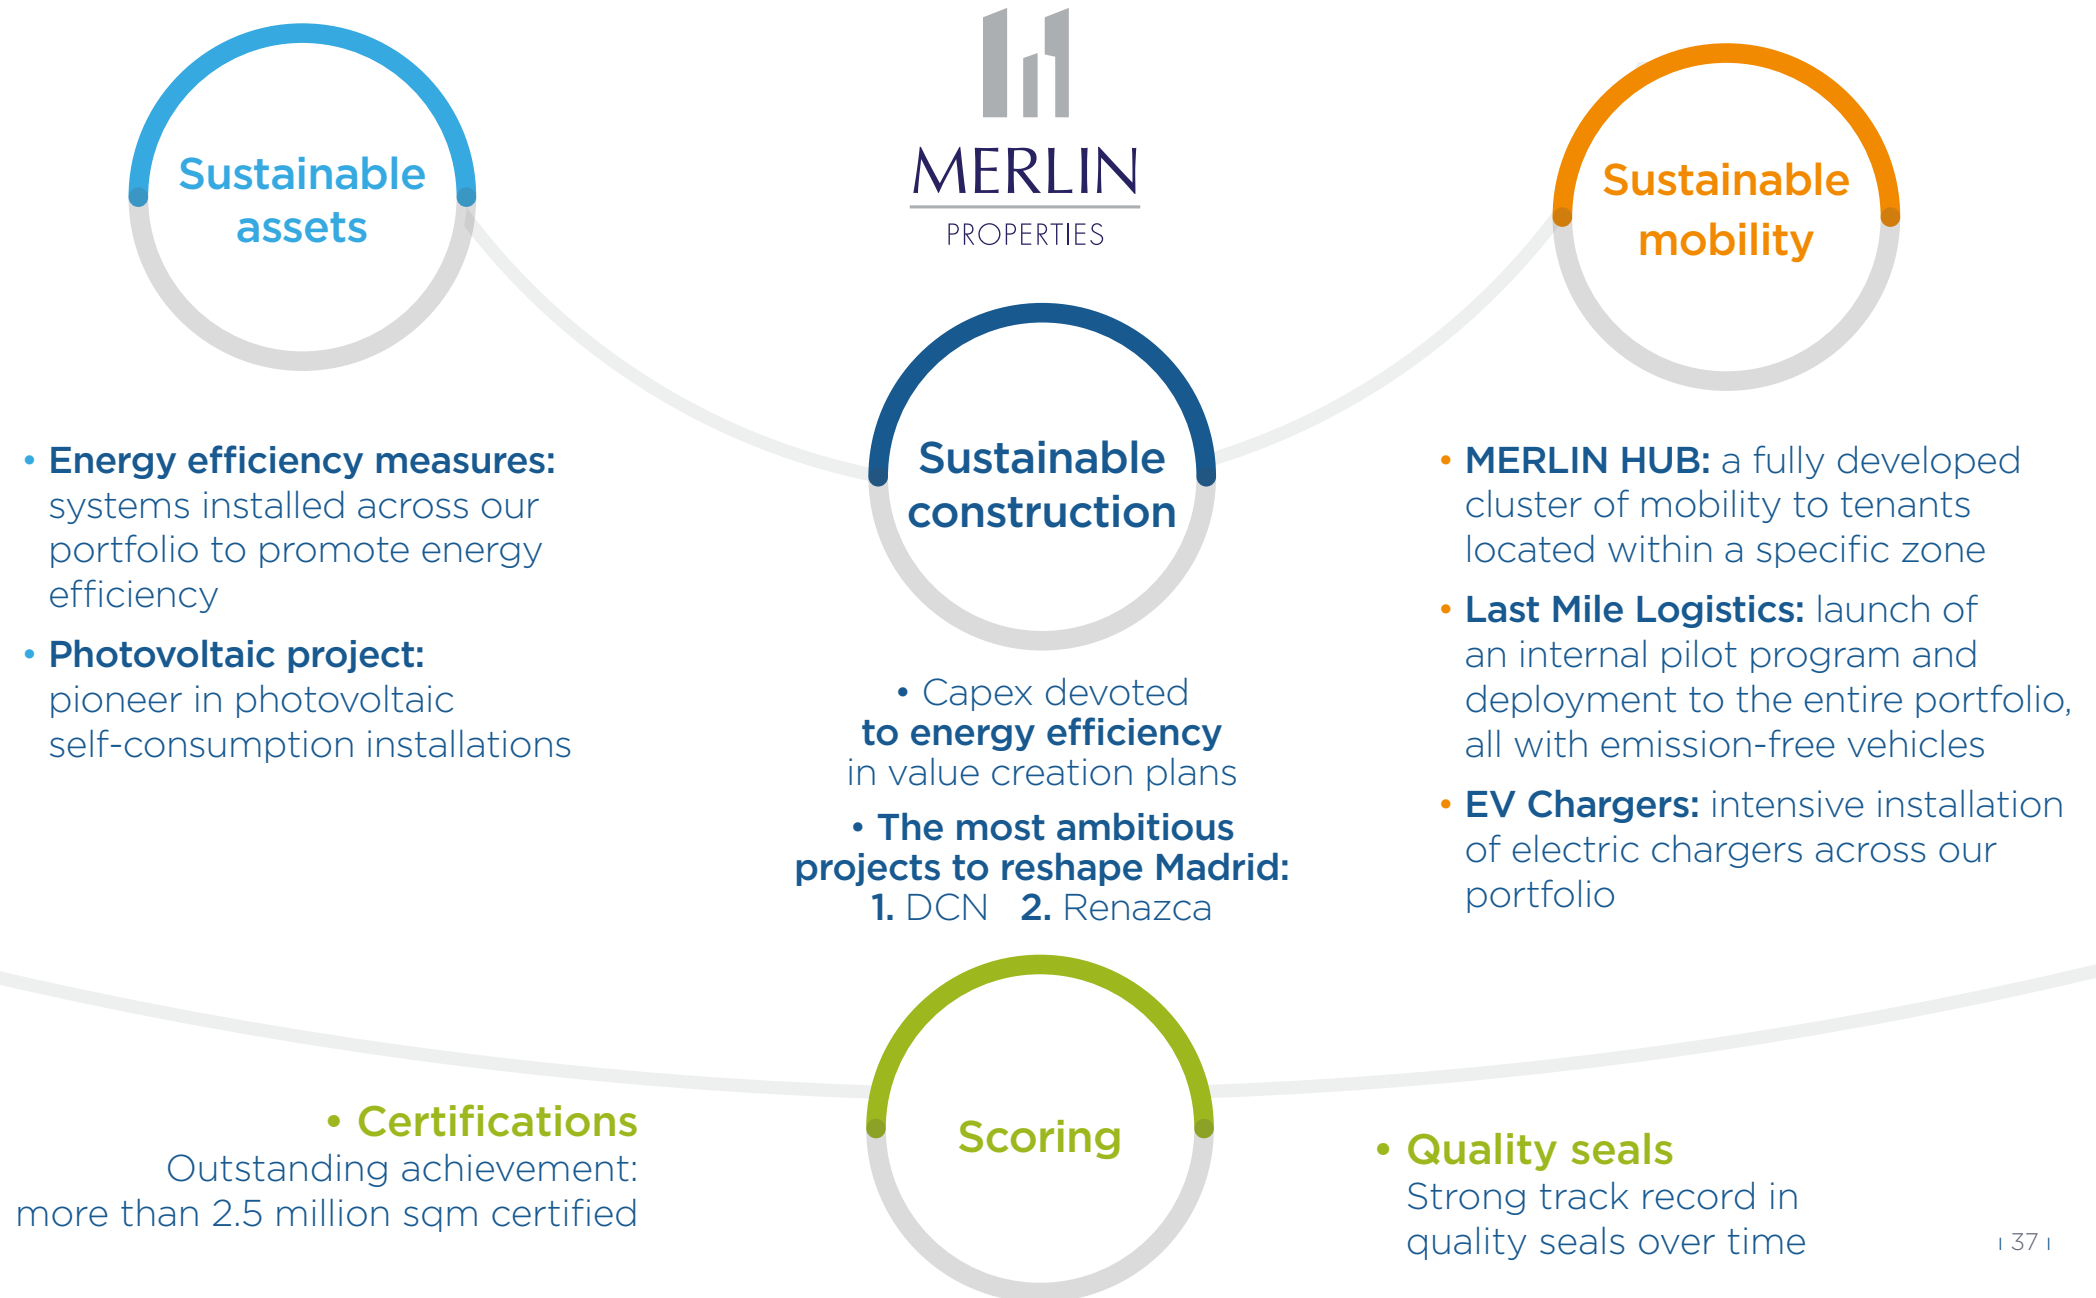 MERLIN
PROPERTIES
Sustainable
assets
• Energy efficiency measures:
systems installed across our
portfolio to promote energy
efficiency
• Photovoltaic project:
pioneer in photovoltaic
self-consumption installations
Sustainable
construction
• Capex devoted
to energy efficiency
in value creation plans
• The most ambitious
projects to reshape Madrid:
1. DCN 2. Renazca
Sustainable
mobility
• MERLIN HUB: a fully developed
cluster of mobility to tenants
located within a specific zone
• Last Mile Logistics: launch of
an internal pilot program and
deployment to the entire portfolio,
all with emission-free vehicles
• EV Chargers: intensive installation
of electric chargers across our
portfolio
• Certifications
Outstanding achievement:
more than 2.5 million sqm certified
Scoring
• Quality seals
Strong track record in
quality seals over time
| 37 |